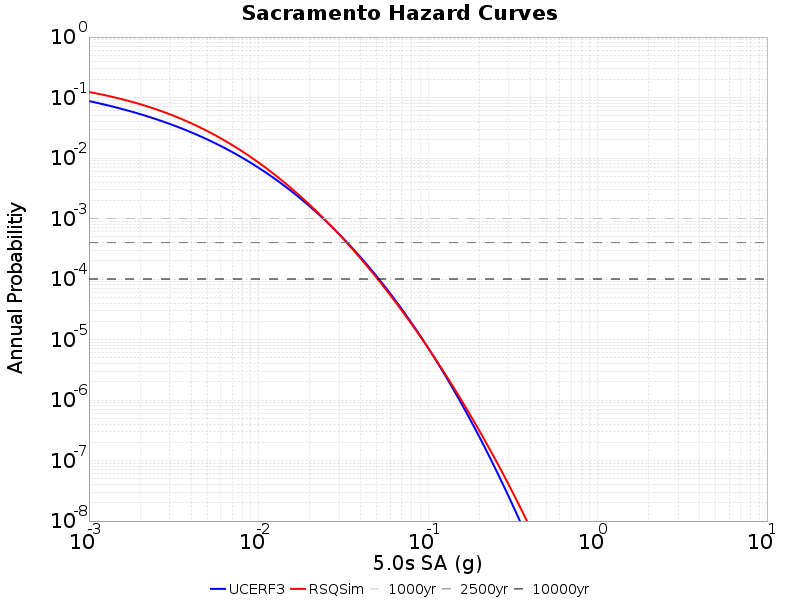 Sacramento Hazard Curves
Annual Probabilitiy
10^0
10^-1
10^-2
10^-3
10^-4
10^-5
10^-6
10^-7
10^-8
10^-3 10^-2 10^-1 10^0 10^1
5.0s SA (g)
UCERF3 RSQSim 1000yr 2500yr 10000yr